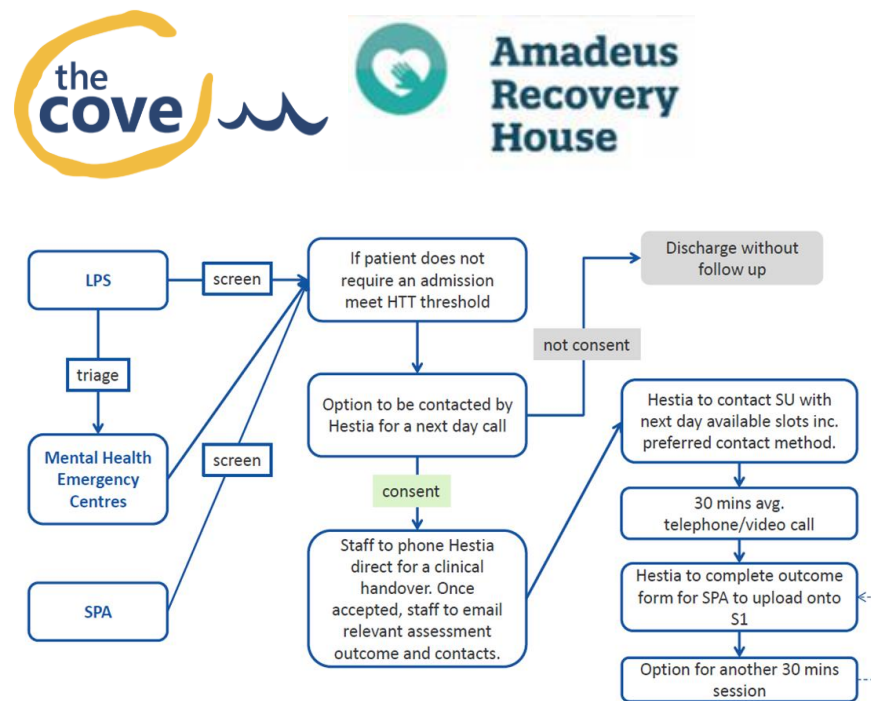 the
cove
Amadeus
Recovery
House
LPS
screen
If patient does not
require an admission
meet HTT threshold
Discharge without
follow up
triage
not consent
Mental Health
Emergency
Centres
screen
Option to be contacted by
Hestia for a next day call
Hestia to contact SU with
next day available slots inc.
preferred contact method.
consent
30 mins avg.
telephone/video call
SPA
Staff to phone Hestia
direct for a clinical
handover. Once
accepted, staff to email
relevant assessment
outcome and contacts.
Hestia to complete outcome
form for SPA to upload onto
S1
Option for another 30 mins
session